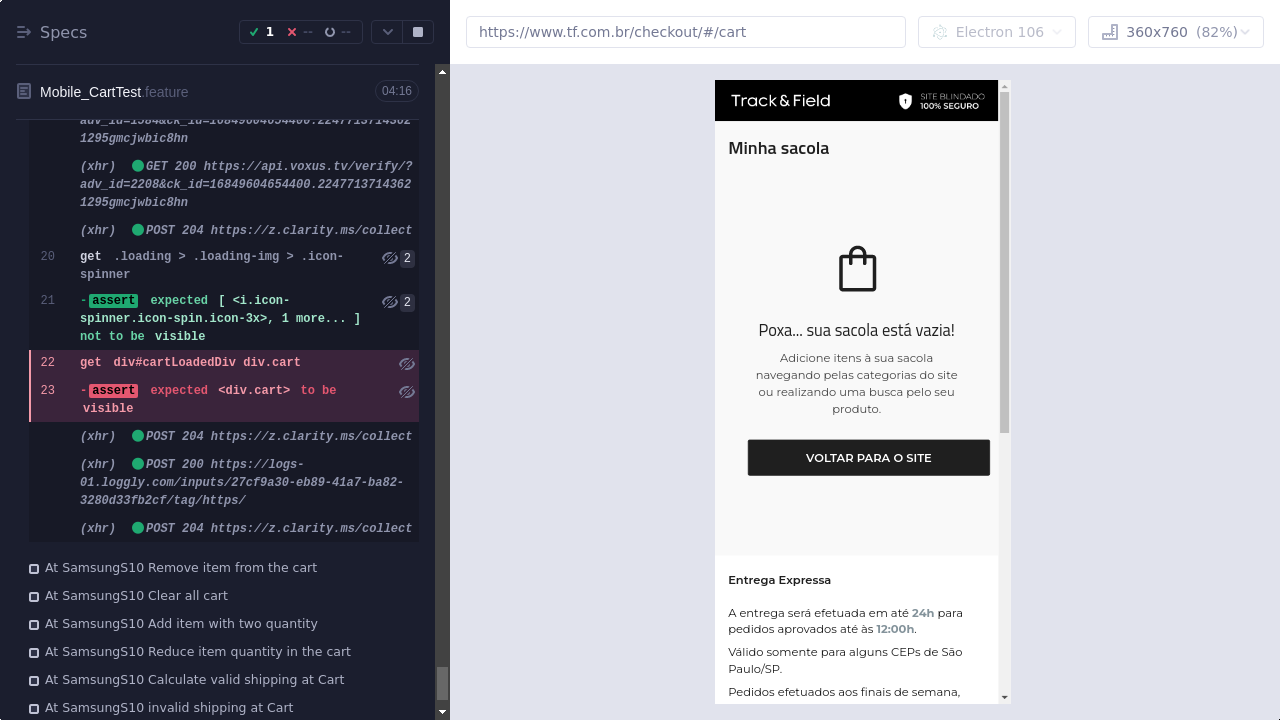 Specs
1
--
--
Mobile_CartTest.feature
04:16
adv_id=1584&ck_id=16849604654400.2247713714362
1295gmcjwbic8hn
(xhr) GET 200 https://api.voxus.tv/verify/?
adv_id=2208&ck_id=16849604654400.2247713714362
1295gmcjwbic8hn
(xhr) POST 204 https://z.clarity.ms/collect
20 get .loading > .loading-img > .icon-
spinner
2
21 -assert expected [ <i.icon-
spinner.icon-spin.icon-3x>, 1 more... ]
not to be visible
2
22 get div#cartLoadedDiv div.cart
23 -assert expected <div.cart> to be
visible
(xhr) POST 204 https://z.clarity.ms/collect
(xhr) POST 200 https://logs-
01.loggly.com/inputs/27cf9a30-eb89-41a7-ba82-
3280d33fb2cf/tag/https/
(xhr) POST 204 https://z.clarity.ms/collect
At SamsungS10 Remove item from the cart
At SamsungS10 Clear all cart
At SamsungS10 Add item with two quantity
At SamsungS10 Reduce item quantity in the cart
At SamsungS10 Calculate valid shipping at Cart
At SamsungS10 invalid shipping at Cart
https://www.tf.com.br/checkout/#/cart
Electron 106
360x760 (82%)
Track&Field
SITE BLINDADO
100% SEGURO
Minha sacola
Poxa... sua sacola está vazia!
Adicione itens à sua sacola
navegando pelas categorias do site
ou realizando uma busca pelo seu
produto.
VOLTAR PARA O SITE
Entrega Expressa
A entrega será efetuada em até 24h para
pedidos aprovados até às 12:00h.
Válido somente para alguns CEPs de São
Paulo/SP.
Pedidos efetuados aos finais de semana,